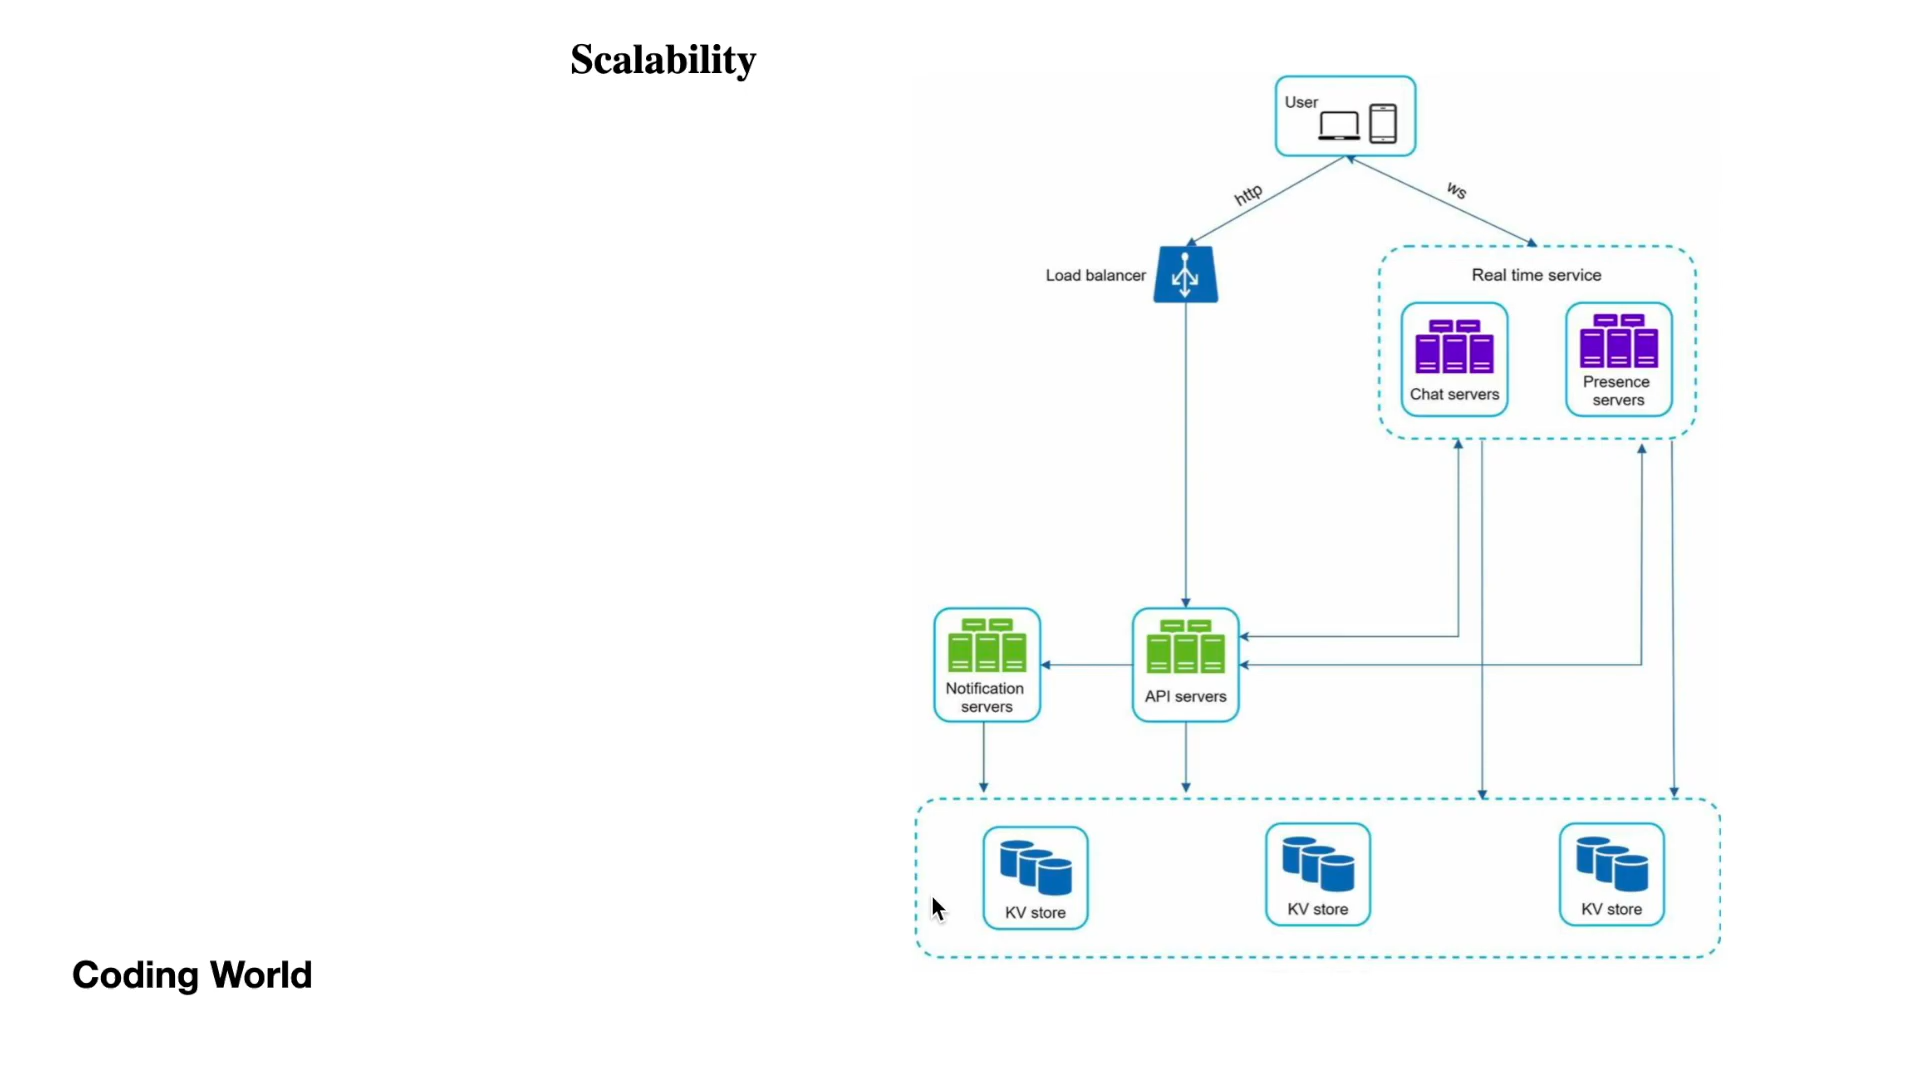 Scalability
User
http
ws
Load balancer
Real time service
Chat servers
Presence
servers
Notification
servers
API servers
KV store
KV store
KV store
Coding World